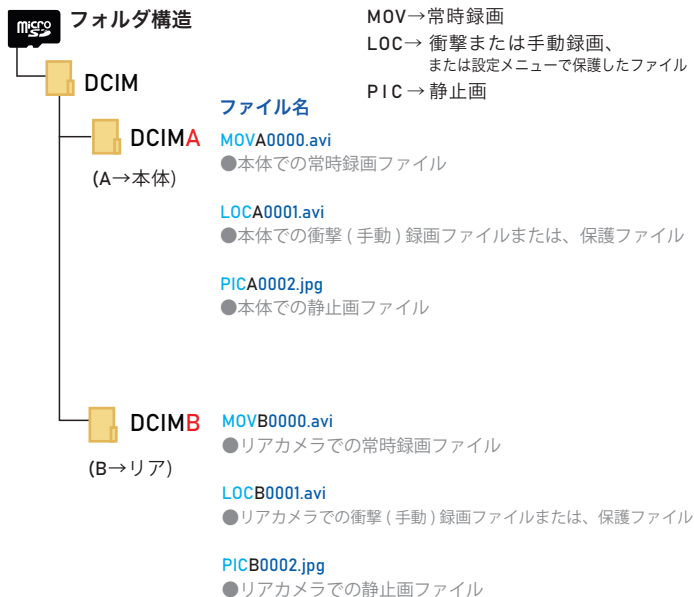 micro
SD
フォルダ構造
MOV→常時録画
LOC→ 衝撃または手動録画、
または設定メニューで保護したファイル
PIC→静止画
DCIM
ファイル名
DCIMA
(A→本体)
MOVA0000.avi
●本体での常時録画ファイル
LOCA0001.avi
●本体での衝撃 ( 手動 ) 録画ファイルまたは、保護ファイル
PICA0002.jpg
●本体での静止画ファイル
DCIMB
(B→リア)
MOVB0000.avi
●リアカメラでの常時録画ファイル
LOCB0001.avi
●リアカメラでの衝撃 ( 手動 ) 録画ファイルまたは、保護ファイル
PICB0002.jpg
●リアカメラでの静止画ファイル